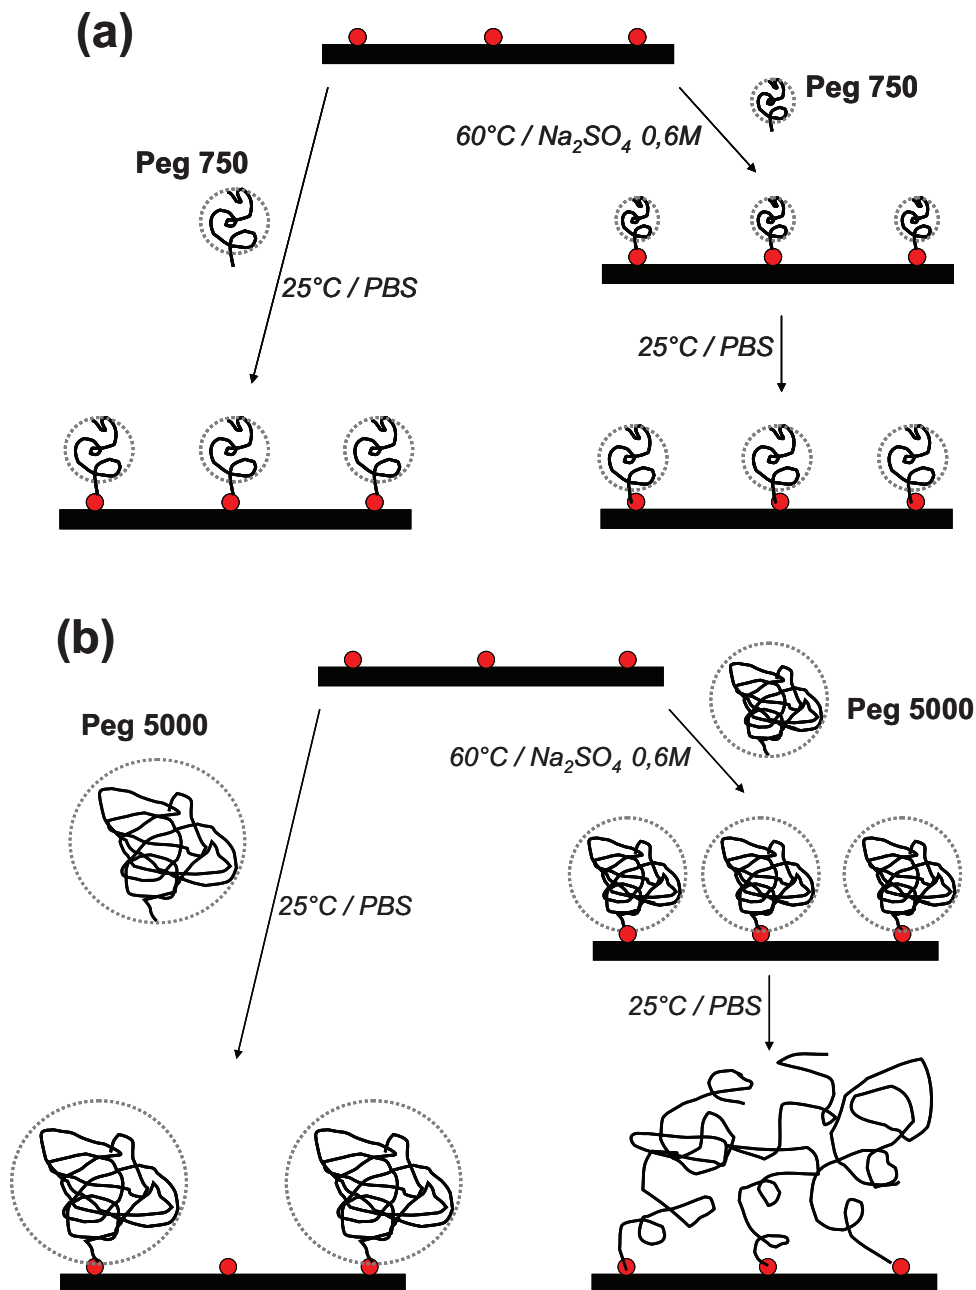 (a)
Peg 750
60°C / Na₂SO₄ 0,6M
Peg 750
25°C / PBS
25°C / PBS
(b)
Peg 5000
Peg 5000
60°C / Na₂SO₄ 0,6M
25°C / PBS
25°C / PBS